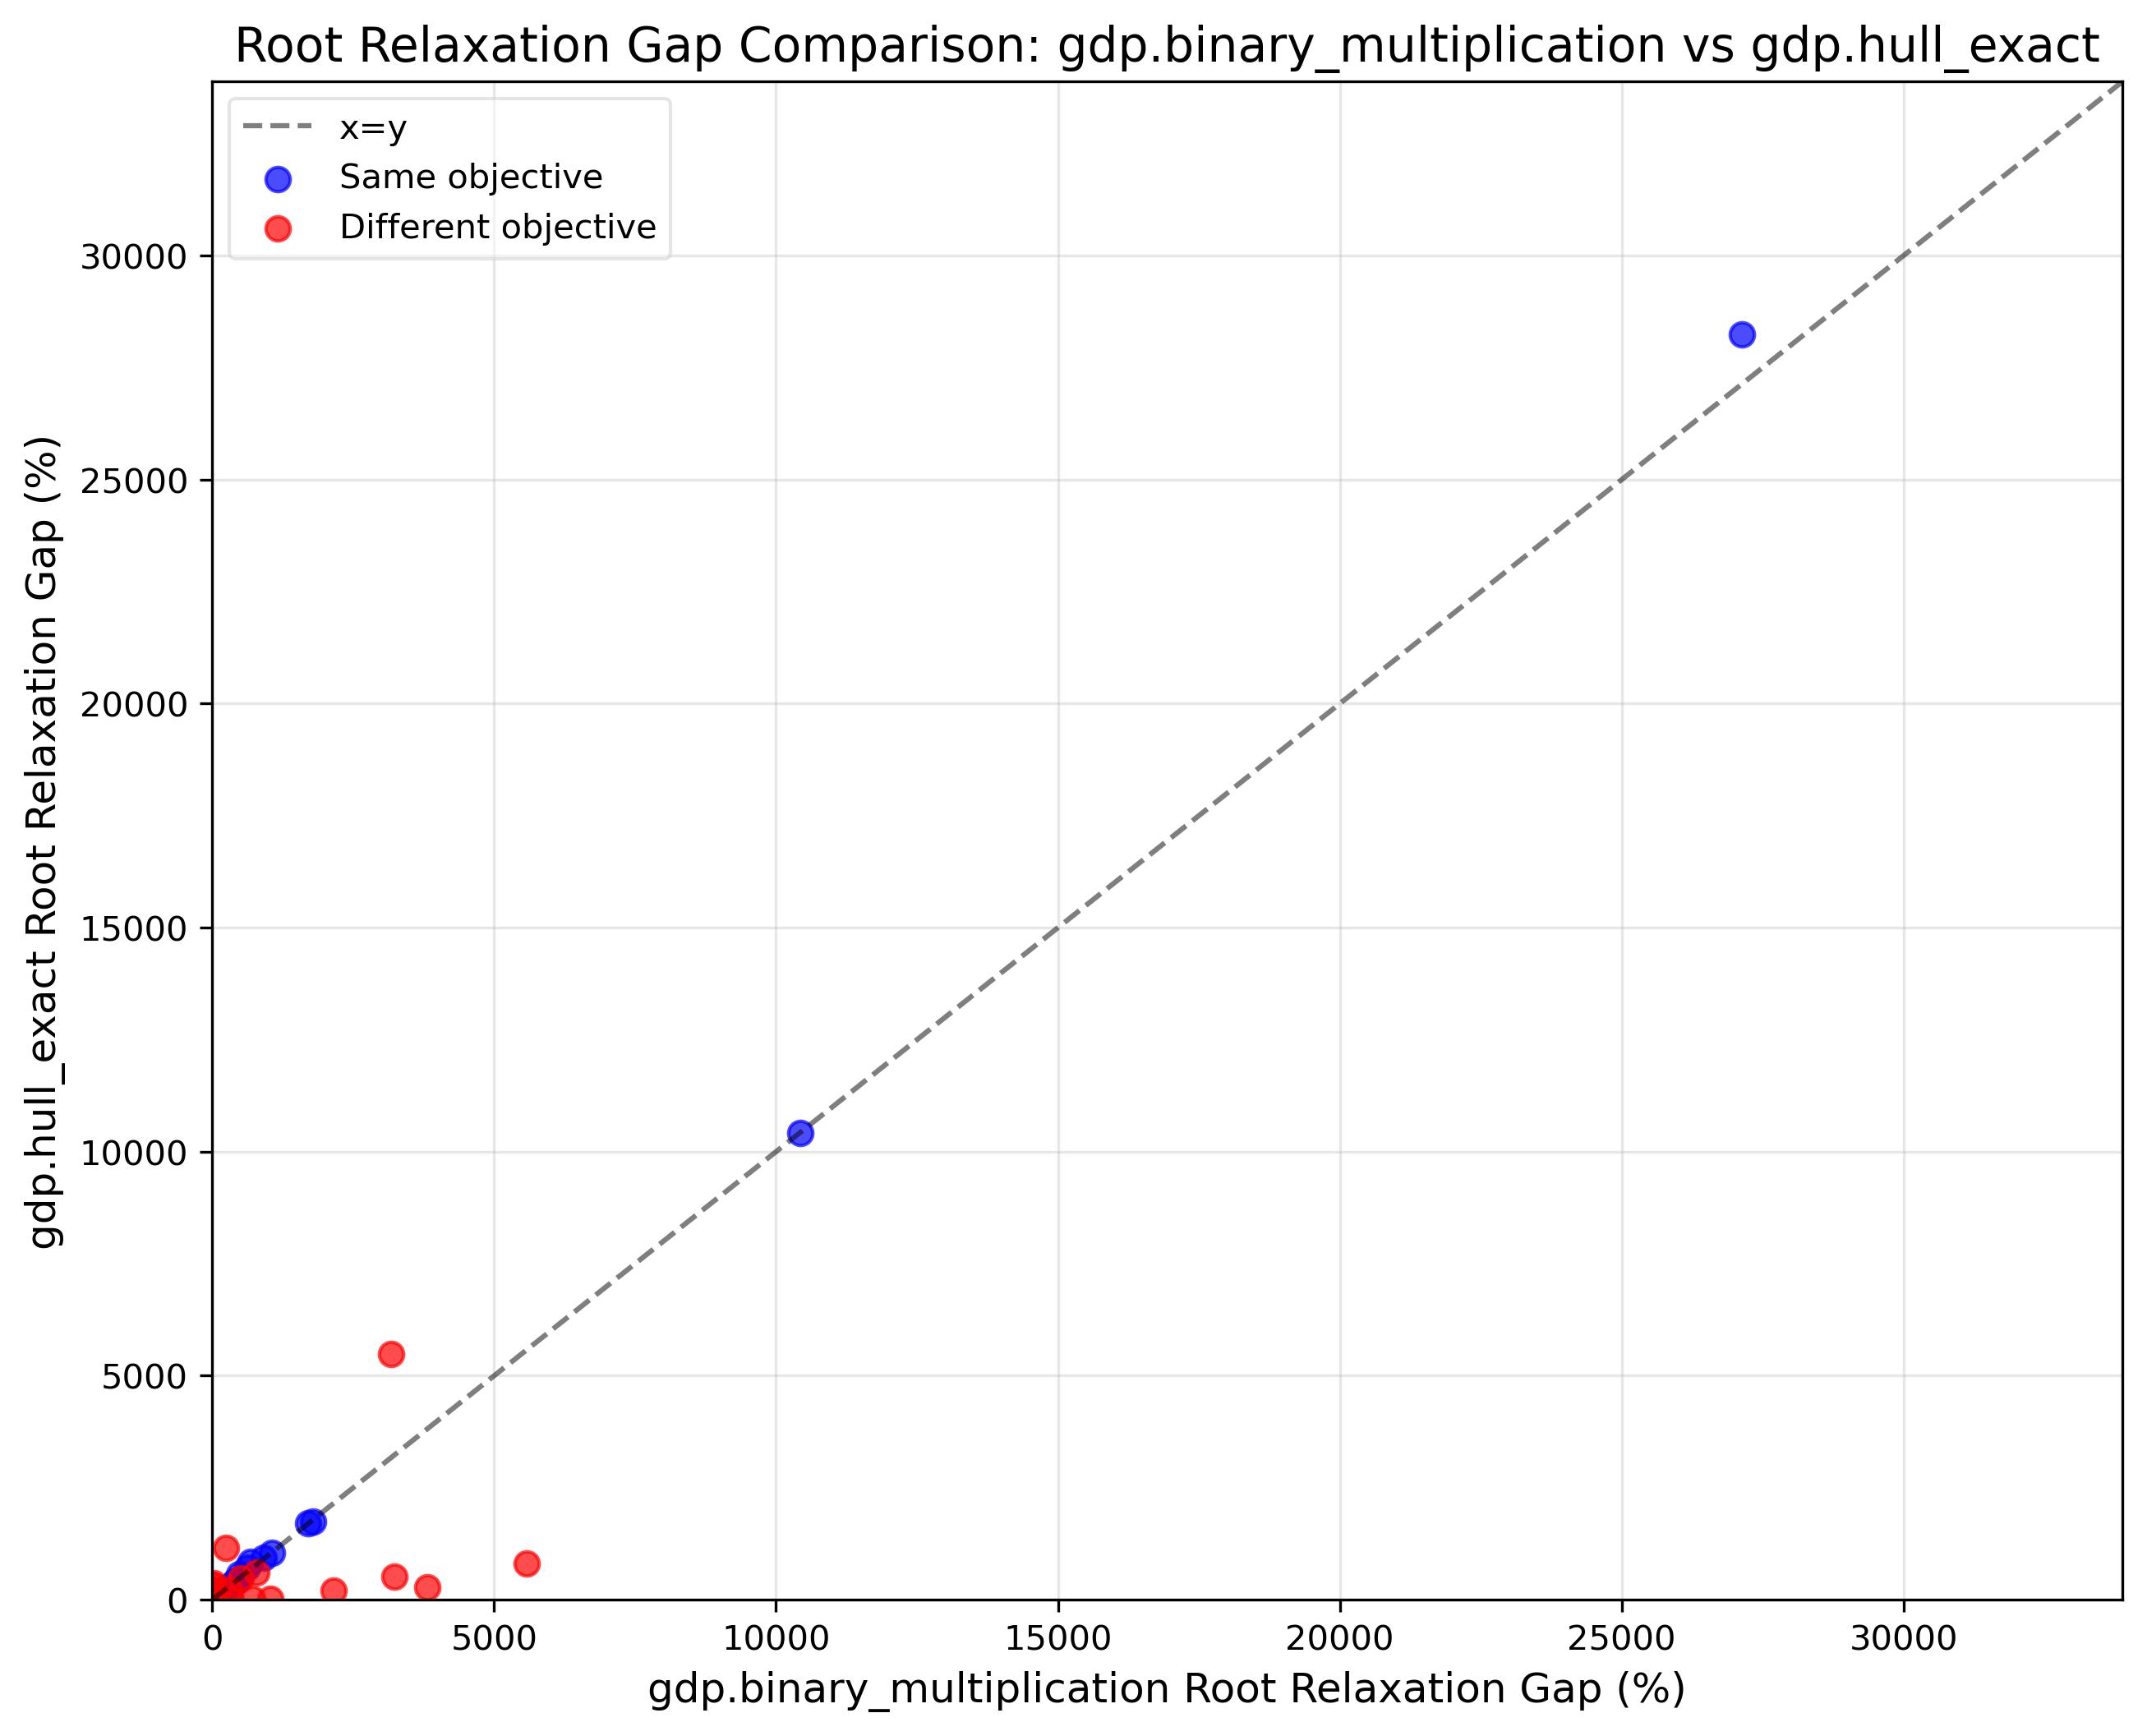 Root Relaxation Gap Comparison: gdp.binary_multiplication vs gdp.hull_exact
x=y
Same objective
Different objective
gdp.hull_exact Root Relaxation Gap (%)
30000
25000
20000
15000
10000
5000
0
0 5000 10000 15000 20000 25000 30000
gdp.binary_multiplication Root Relaxation Gap (%)